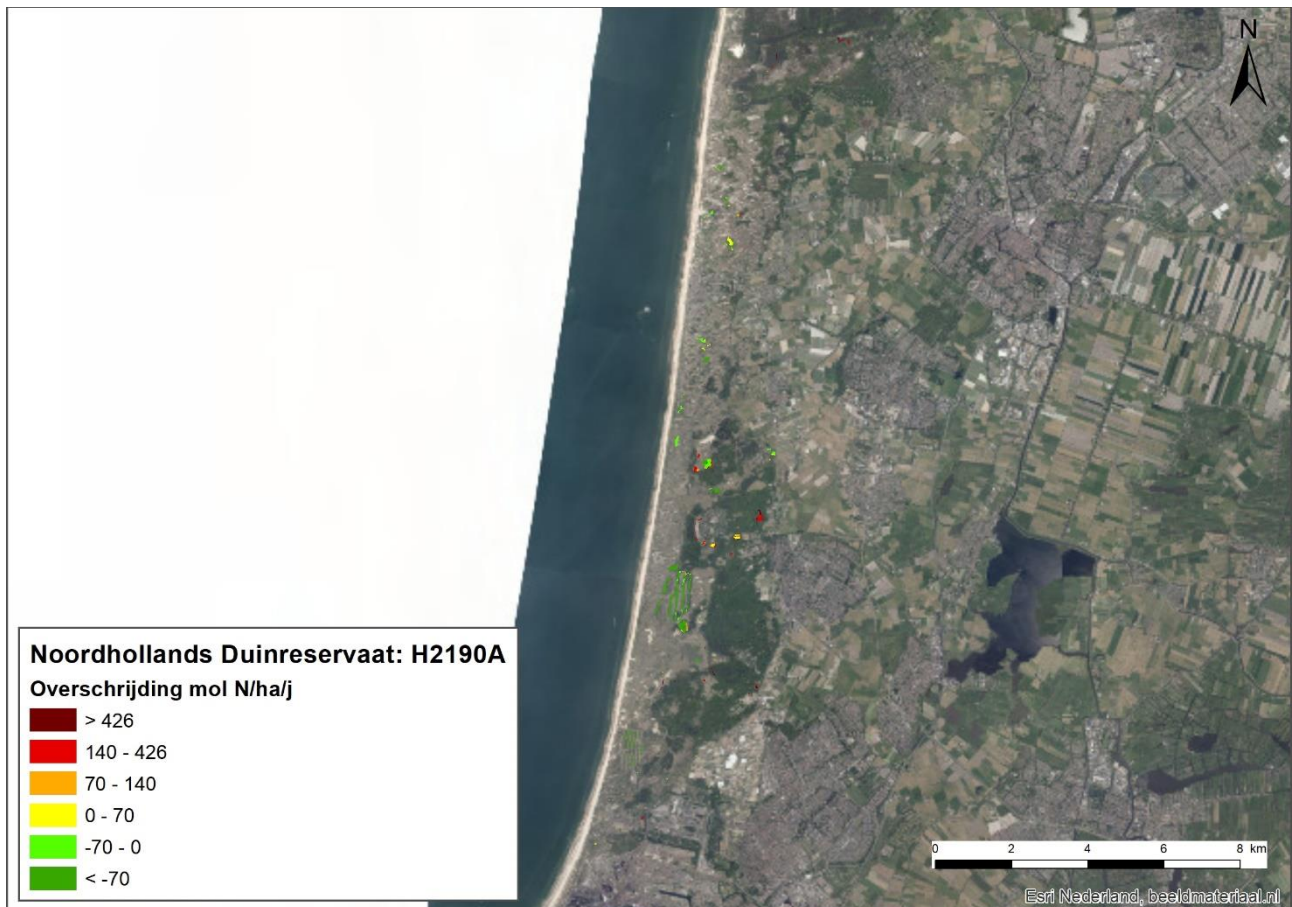 N
Noordhollands Duinreservaat: H2190A
Overschrijding mol N/ha/j
> 426
140 - 426
70 - 140
0 - 70
-70 - 0
< -70
0 2 4 6 8 km
Esri Nederland, beeldmateriaal.nl